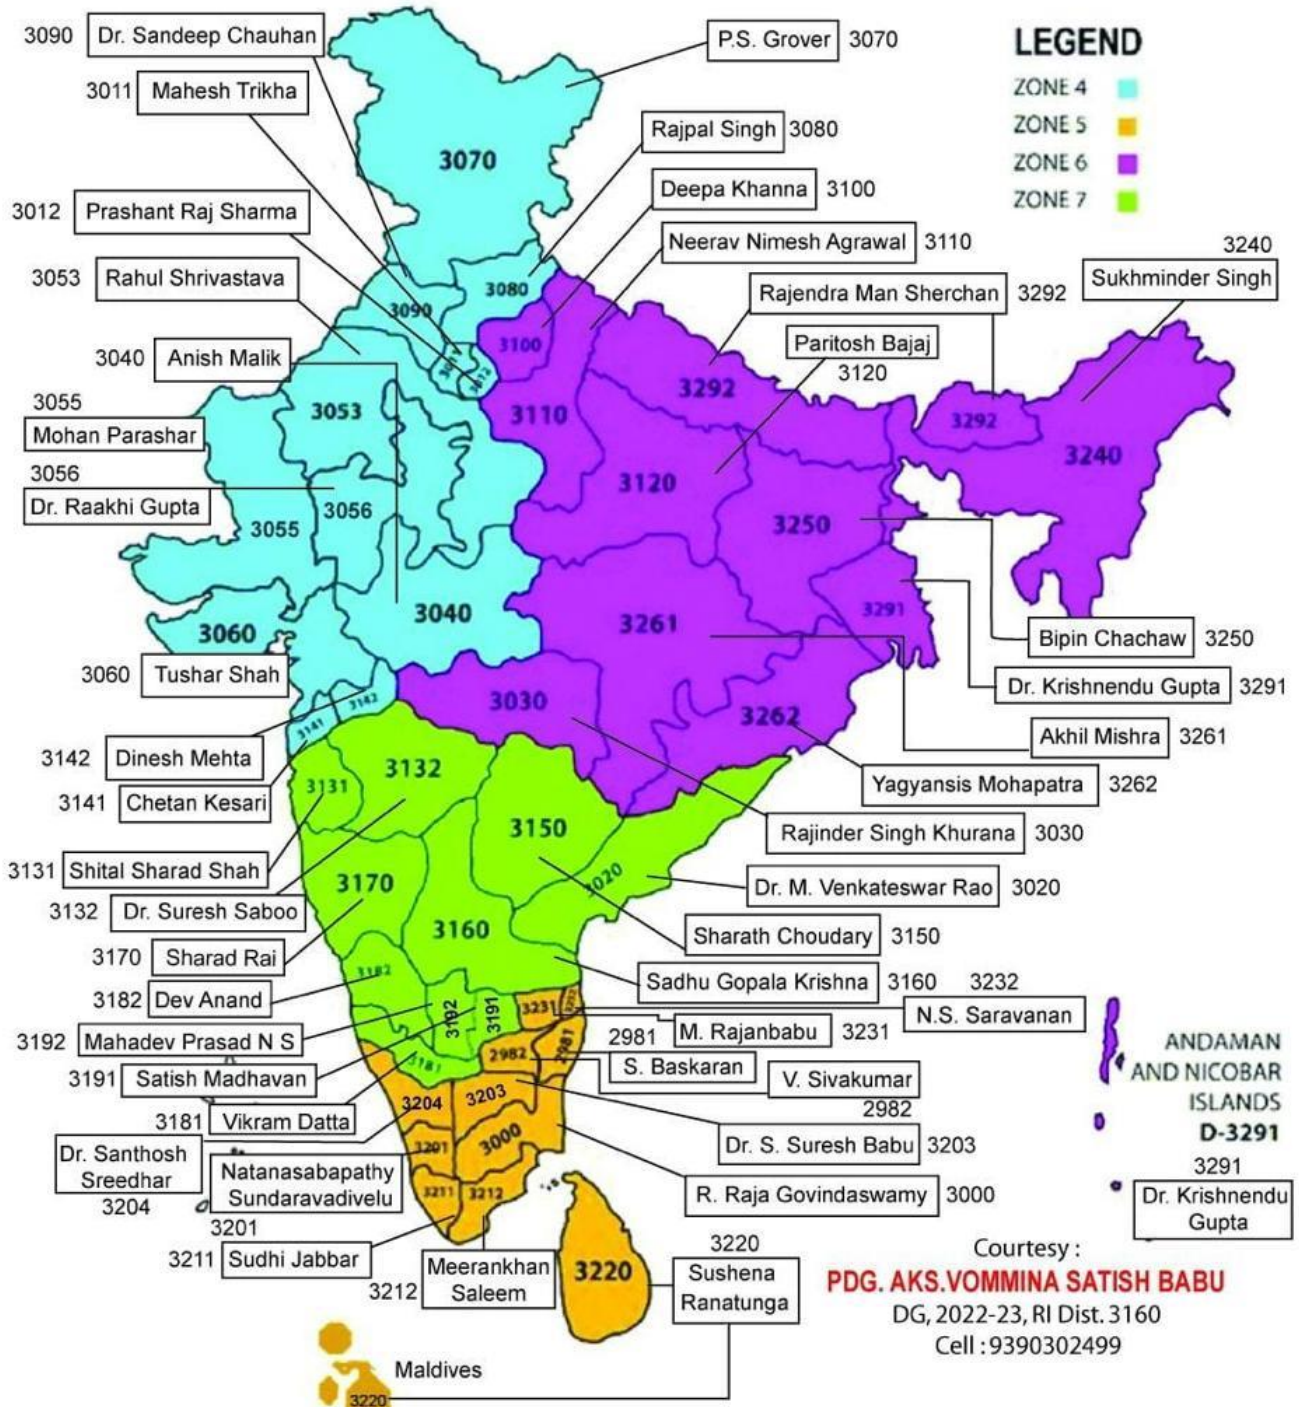 3090 Dr. Sandeep Chauhan
P.S. Grover 3070
LEGEND
ZONE 4
ZONE 5
ZONE 6
ZONE 7
3011 Mahesh Trikha
Rajpal Singh 3080
3070
Deepa Khanna 3100
3012 Prashant Raj Sharma
Neerav Nimesh Agrawal 3110
3240
Sukhminder Singh
3053 Rahul Shrivastava
Rajendra Man Sherchan 3292
3080
3090
Paritosh Bajaj
3120
3040 Anish Malik
3100
3011
3012
3292
3055
Mohan Parashar
3053
3110
3292
3240
3056
Dr. Raakhi Gupta
3056
3055
3120
3250
3040
3060
3261
3291
Bipin Chachaw 3250
3060 Tushar Shah
Dr. Krishnendu Gupta 3291
3142
3030
3262
3141
Akhil Mishra 3261
3142 Dinesh Mehta
3132
3131
Yagyansis Mohapatra 3262
3141 Chetan Kesari
3150
Rajinder Singh Khurana 3030
3131 Shital Sharad Shah
3170
3020
Dr. M. Venkateswar Rao 3020
3132 Dr. Suresh Saboo
3160
Sharath Choudary 3150
3170 Sharad Rai
3182
Sadhu Gopala Krishna 3160
3232
N.S. Saravanan
3182 Dev Anand
3192
3191
3231
3232
M. Rajanbabu 3231
3192 Mahadev Prasad N S
2981
2981
S. Baskaran
2982
3181
3191 Satish Madhavan
V. Sivakumar
2982
ANDAMAN
AND NICOBAR
ISLANDS
D-3291
3181 Vikram Datta
3204
3203
3000
3201
Dr. S. Suresh Babu 3203
Dr. Santhosh
Sreedhar
3204
Natanasabapathy
Sundaravadivelu
3201
3211
3212
R. Raja Govindaswamy 3000
3291
Dr. Krishnendu
Gupta
3211 Sudhi Jabbar
3212
Meerankhan
Saleem
3220
3220
Sushena
Ranatunga
Courtesy :
PDG. AKS.VOMMINA SATISH BABU
DG, 2022-23, RI Dist. 3160
Cell : 9390302499
Maldives
3220